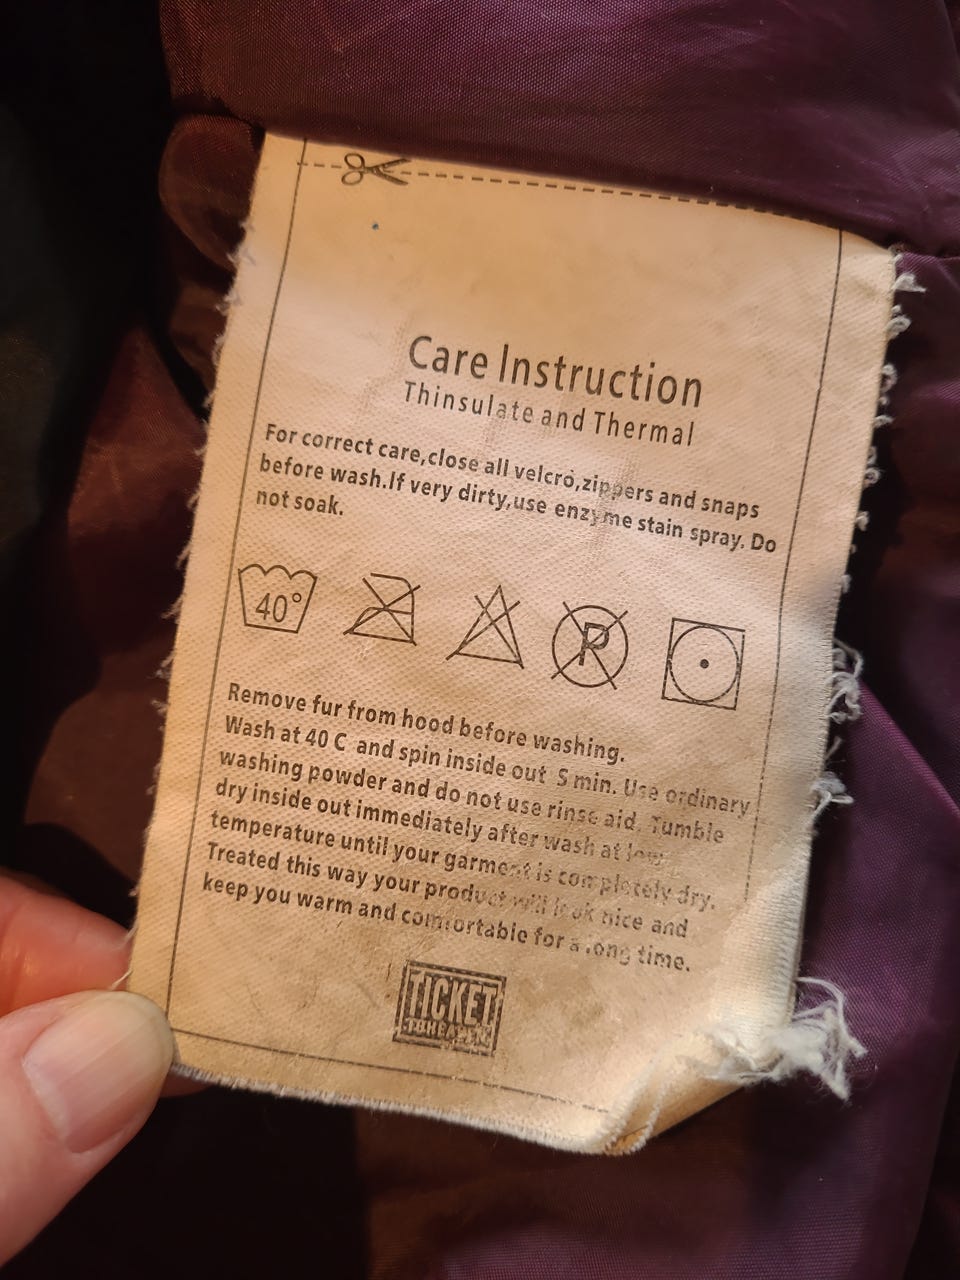 Care Instruction
Thinsulate and Thermal
For correct care,close all velcro,zippers and snaps
before wash.If very dirty,use enzyme stain spray. Do
not soak.
40°
P
Remove fur from hood before washing.
Wash at 40 C and spin inside out 5 min. Use ordinary
washing powder and do not use rinse aid. Tumble
dry inside out immediately after wash at low
temperature until your garment is completely dry.
Treated this way your product will look nice and
keep you warm and comfortable for a long time.
TICKET
TOHEAVEN